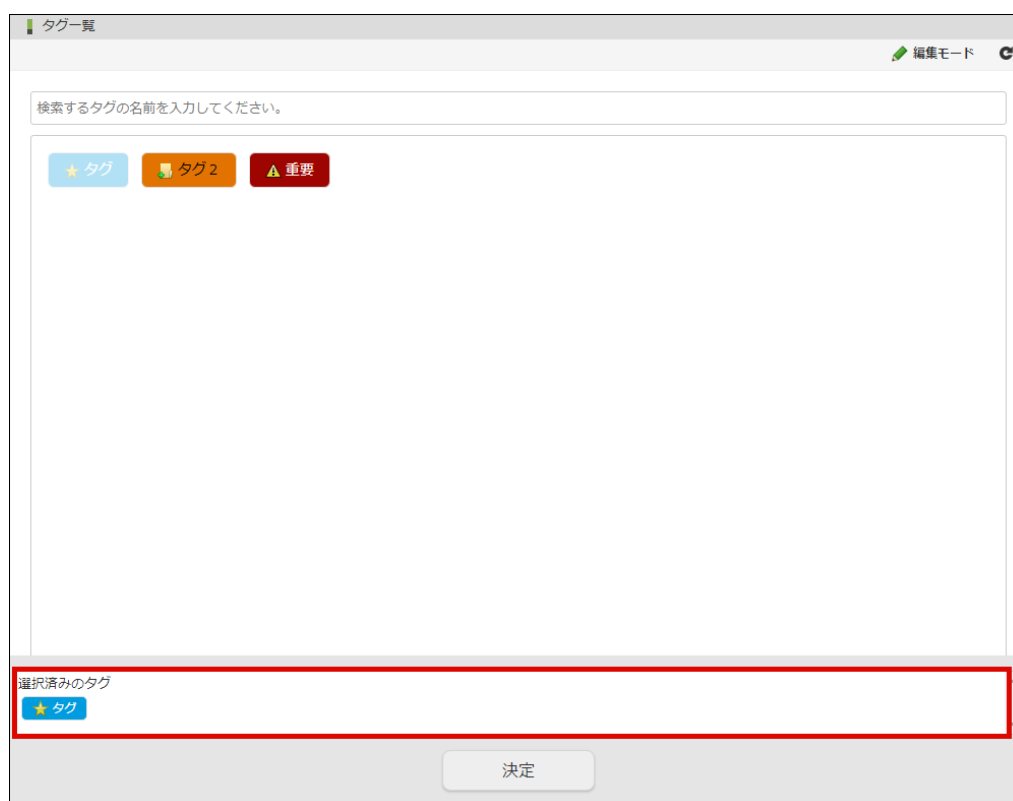 タグ一覧
編集モード
検索するタグの名前を入力してください。
タグ タグ2 重要
選択済みのタグ
タグ
決定